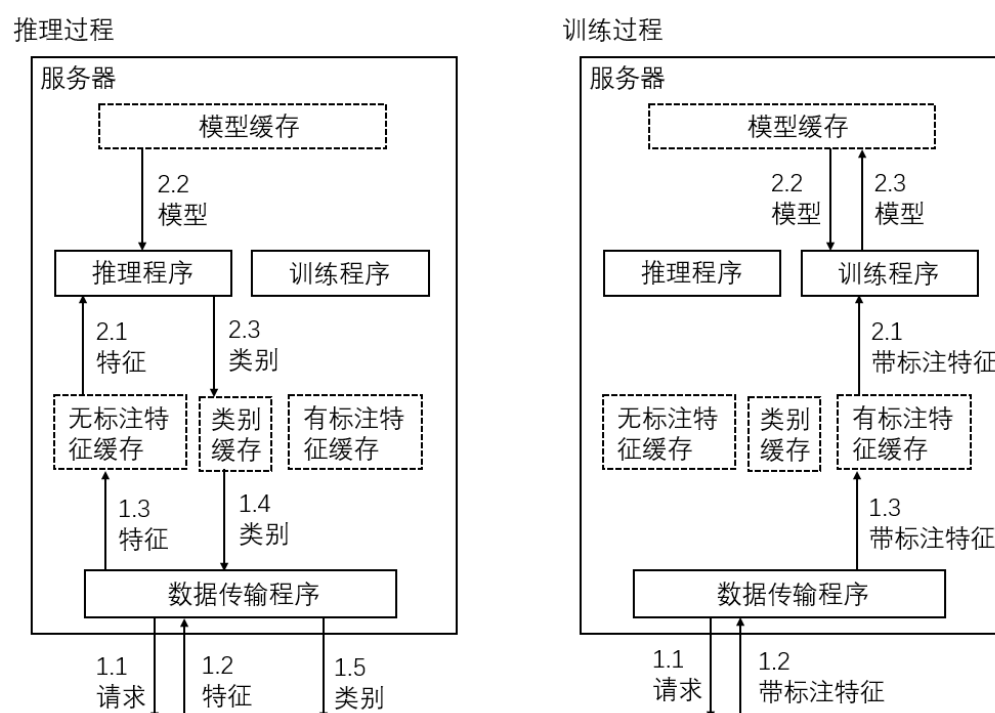 推理过程
服务器
模型缓存
2.2
模型
推理程序
训练程序
2.1
特征
2.3
类别
无标注特
征缓存
类别
缓存
有标注特
征缓存
1.3
特征
1.4
类别
数据传输程序
1.1
请求
1.2
特征
1.5
类别
训练过程
服务器
模型缓存
2.2
模型
2.3
模型
推理程序
训练程序
2.1
带标注特征
无标注特
征缓存
类别
缓存
有标注特
征缓存
1.3
带标注特征
数据传输程序
1.1
请求
1.2
带标注特征